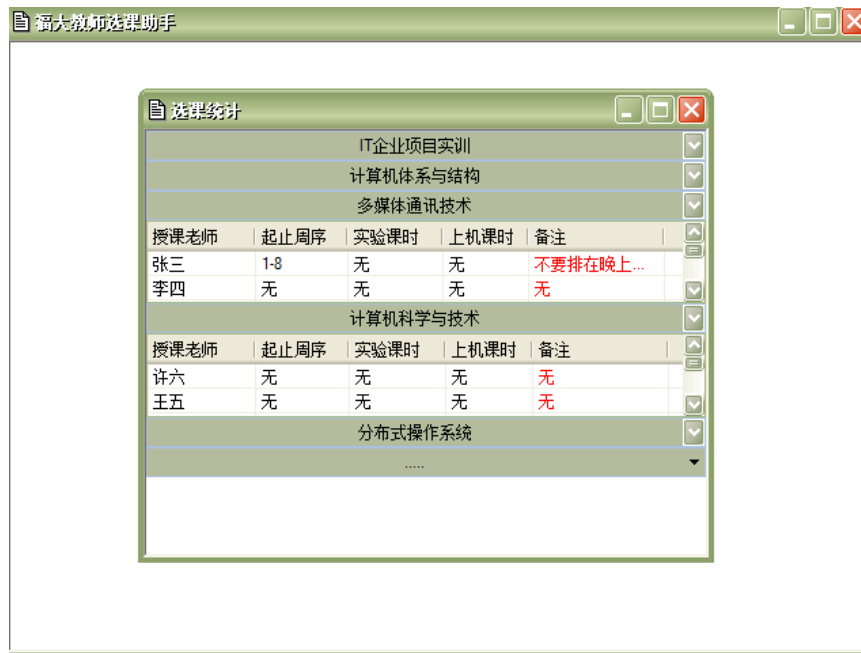 福大教师选课助手
选课统计
IT企业项目实训
计算机体系与结构
多媒体通讯技术
授课老师 起止周序 实验课时 上机课时 备注
张三 1-8 无 无 不要排在晚上...
李四 无 无 无 无
计算机科学与技术
授课老师 起止周序 实验课时 上机课时 备注
许六 无 无 无 无
王五 无 无 无 无
分布式操作系统
.....